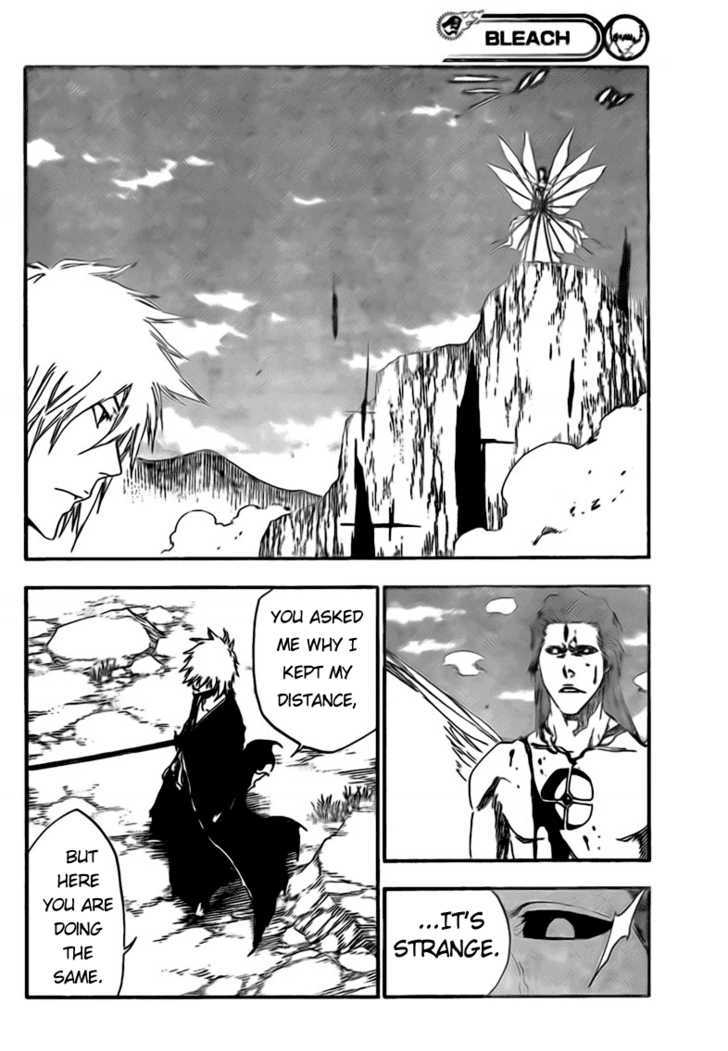 BLEACH
YOU ASKED
ME WHY I
KEPT MY
DISTANCE,
BUT
HERE
YOU ARE
DOING
THE
SAME.
...IT'S
STRANGE.